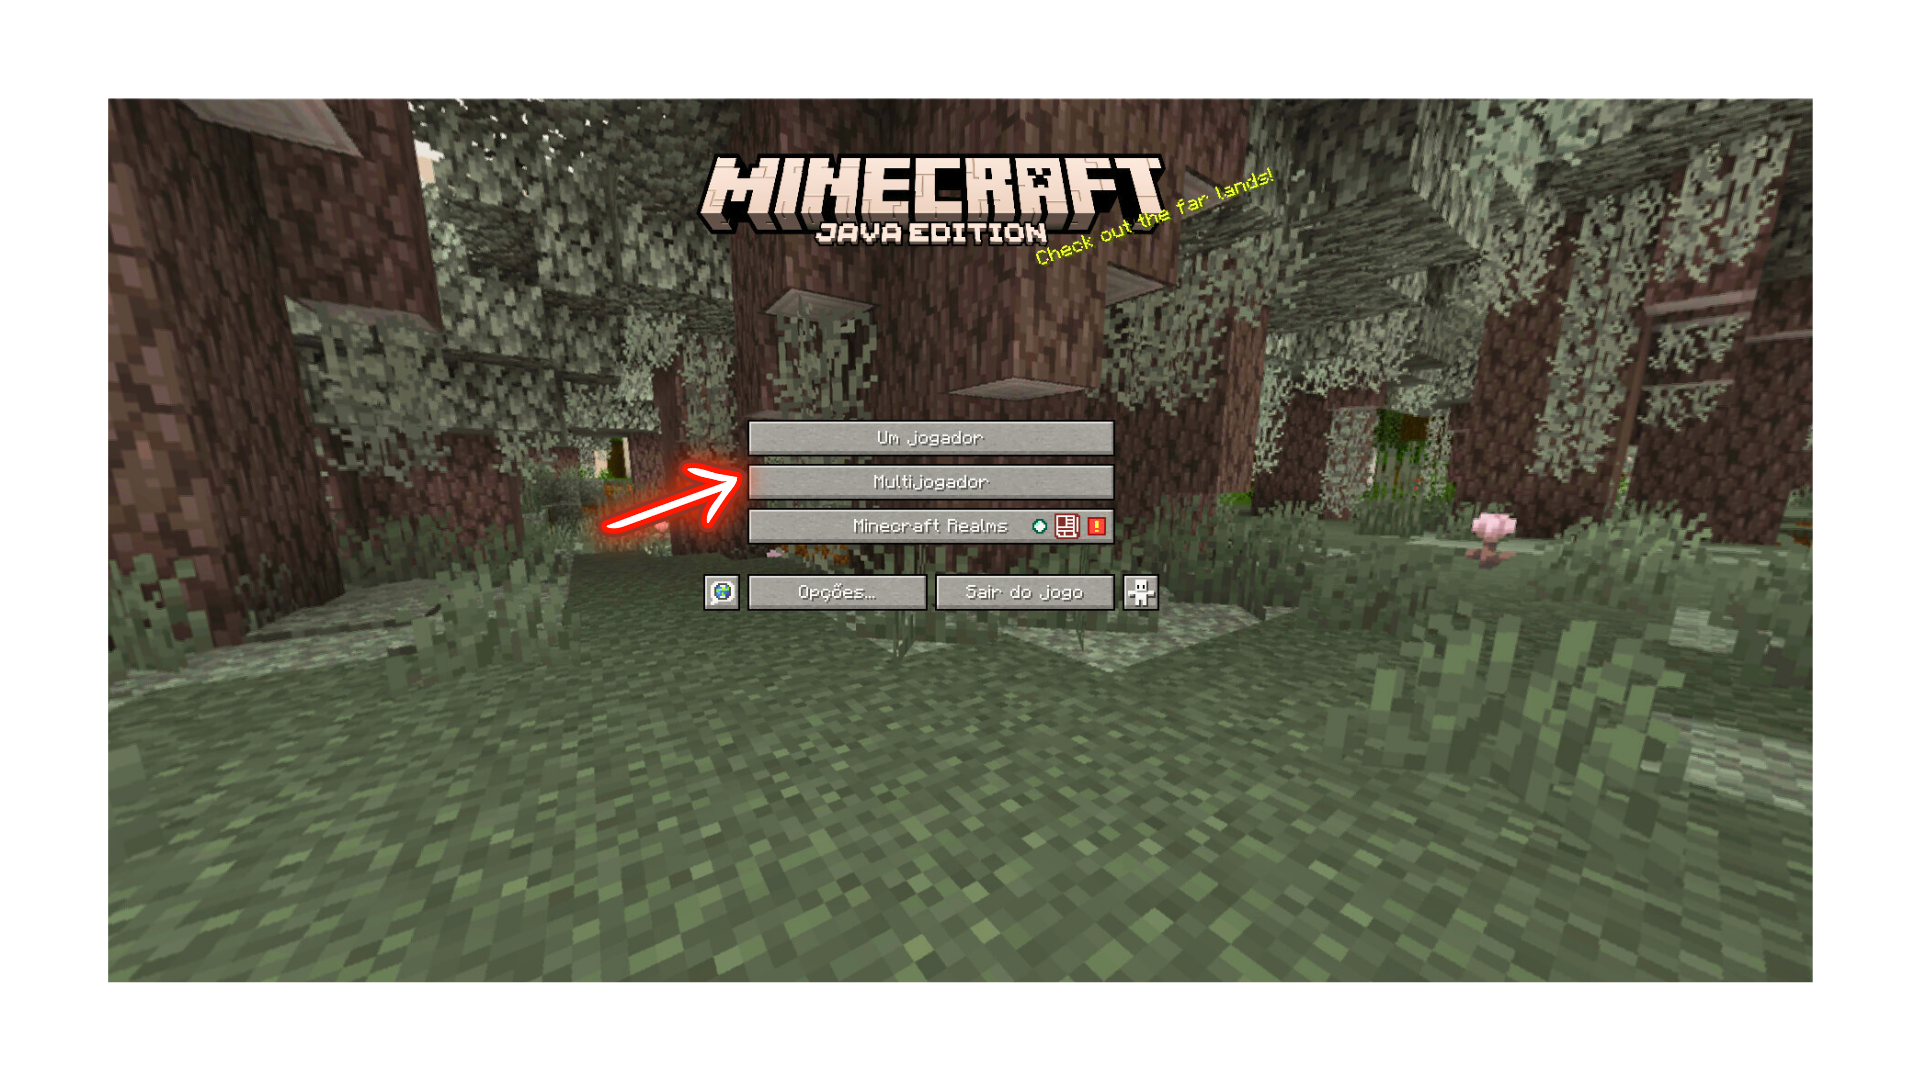 MINECRAFT
JAVA EDITION
Check out the far lands!
Um jogador
Multijogador
Minecraft Realms
Opções...
Sair do jogo